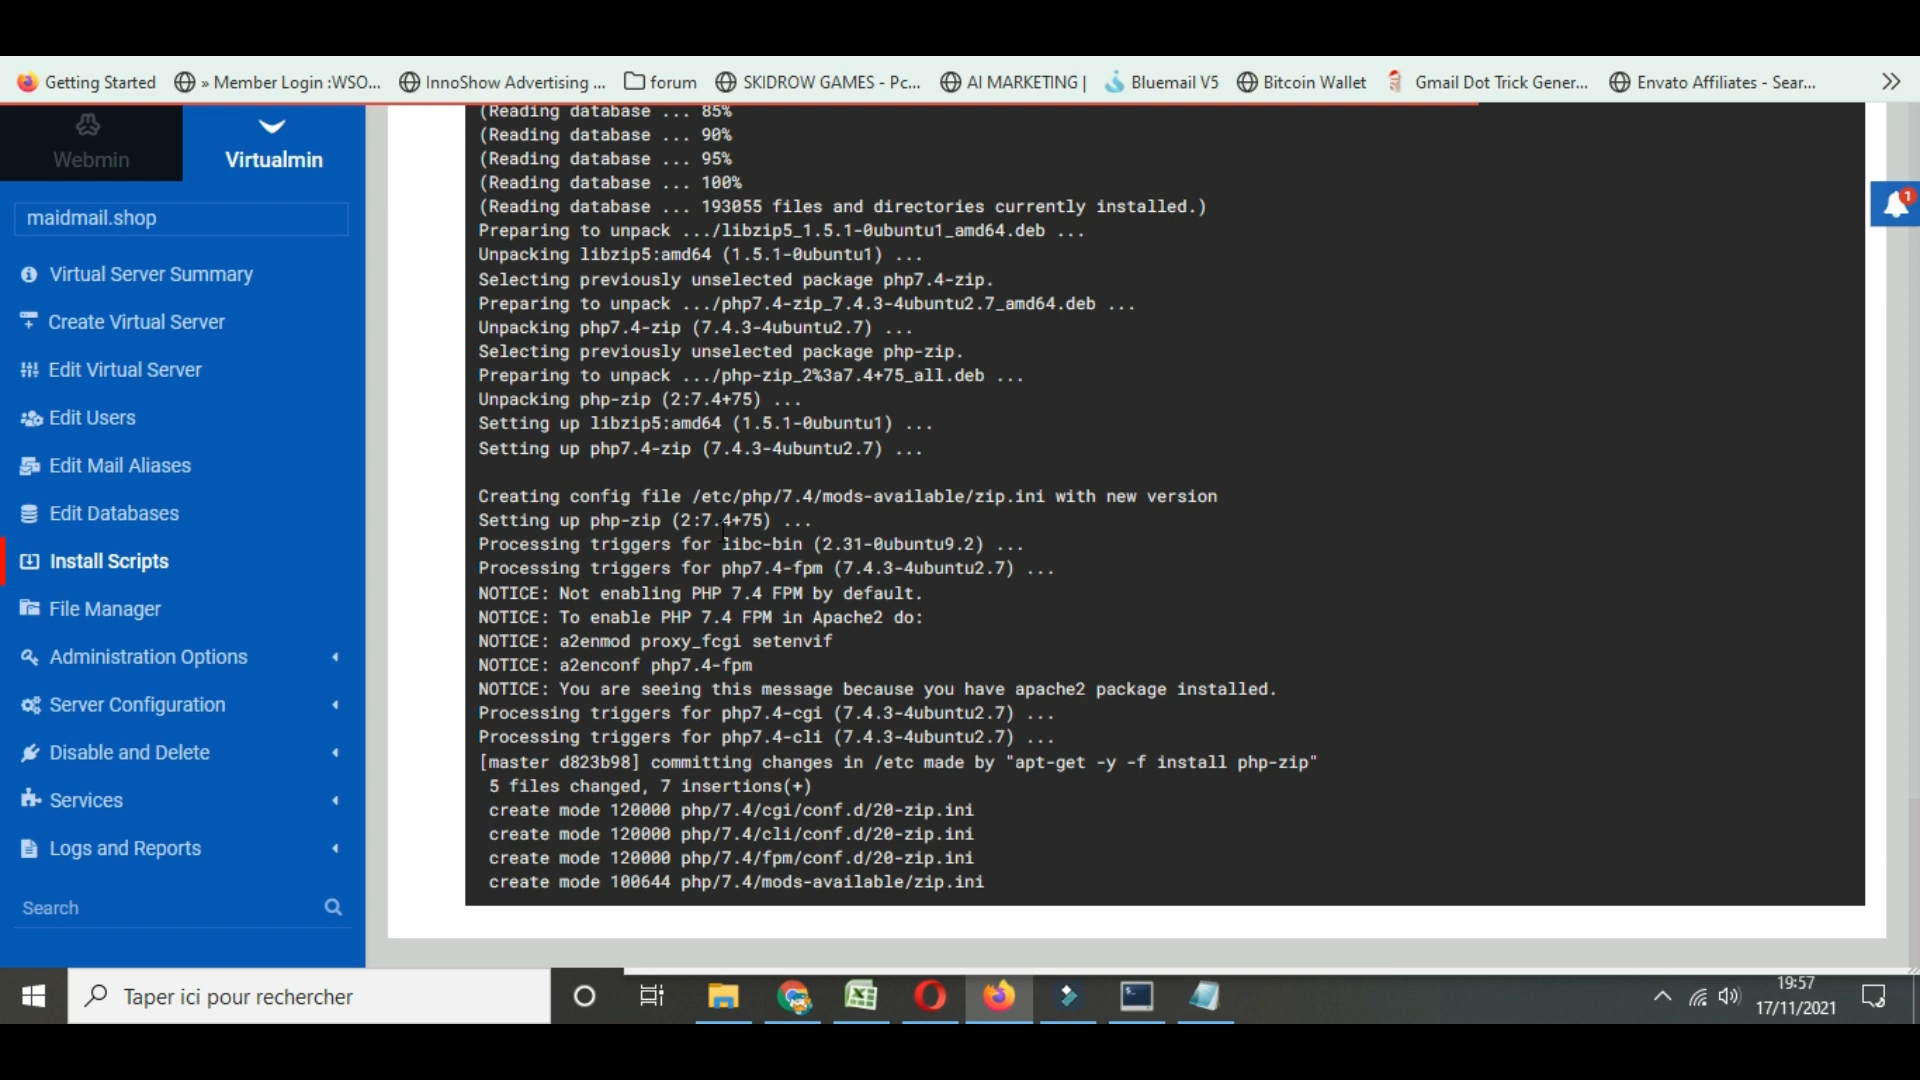 Getting Started » Member Login :WSO... InnoShow Advertising ... forum SKIDROW GAMES - Pc... AI MARKETING | Bluemail V5 Bitcoin Wallet Gmail Dot Trick Gener... Envato Affiliates - Sear...
Webmin
Virtualmin
maidmail.shop
Virtual Server Summary
Create Virtual Server
Edit Virtual Server
Edit Users
Edit Mail Aliases
Edit Databases
Install Scripts
File Manager
Administration Options
Server Configuration
Disable and Delete
Services
Logs and Reports
Search
(Reading database ... 85%
(Reading database ... 90%
(Reading database ... 95%
(Reading database ... 100%
(Reading database ... 193055 files and directories currently installed.)
Preparing to unpack .../libzip5_1.5.1-0ubuntu1_amd64.deb ...
Unpacking libzip5:amd64 (1.5.1-0ubuntu1) ...
Selecting previously unselected package php7.4-zip.
Preparing to unpack .../php7.4-zip_7.4.3-4ubuntu2.7_amd64.deb ...
Unpacking php7.4-zip (7.4.3-4ubuntu2.7) ...
Selecting previously unselected package php-zip.
Preparing to unpack .../php-zip_2%3a7.4+75_all.deb ...
Unpacking php-zip (2:7.4+75) ...
Setting up libzip5:amd64 (1.5.1-0ubuntu1) ...
Setting up php7.4-zip (7.4.3-4ubuntu2.7) ...
Creating config file /etc/php/7.4/mods-available/zip.ini with new version
Setting up php-zip (2:7.4+75) ...
Processing triggers for libc-bin (2.31-0ubuntu9.2) ...
Processing triggers for php7.4-fpm (7.4.3-4ubuntu2.7) ...
NOTICE: Not enabling PHP 7.4 FPM by default.
NOTICE: To enable PHP 7.4 FPM in Apache2 do:
NOTICE: a2enmod proxy_fcgi setenvif
NOTICE: a2enconf php7.4-fpm
NOTICE: You are seeing this message because you have apache2 package installed.
Processing triggers for php7.4-cgi (7.4.3-4ubuntu2.7) ...
Processing triggers for php7.4-cli (7.4.3-4ubuntu2.7) ...
[master d823b98] committing changes in /etc made by "apt-get -y -f install php-zip"
5 files changed, 7 insertions(+)
create mode 120000 php/7.4/cgi/conf.d/20-zip.ini
create mode 120000 php/7.4/cli/conf.d/20-zip.ini
create mode 120000 php/7.4/fpm/conf.d/20-zip.ini
create mode 100644 php/7.4/mods-available/zip.ini
1
Taper ici pour rechercher
19:57
17/11/2021